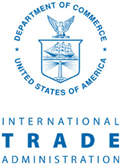 DEPARTMENT OF COMMERCE
UNITED STATES OF AMERICA
INTERNATIONAL
TRADE
ADMINISTRATION